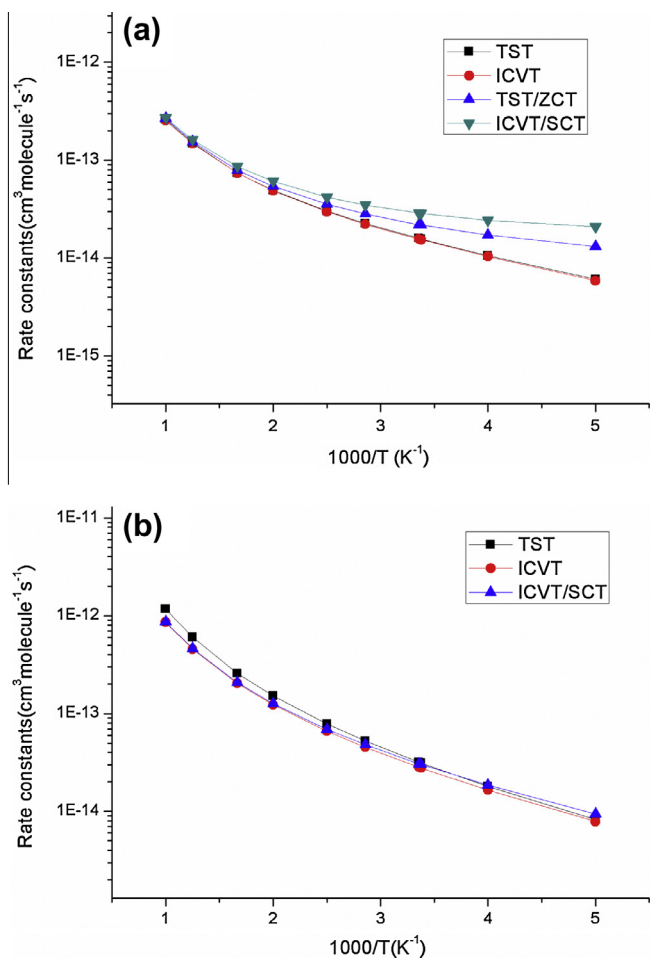 (a)
TST
ICVT
TST/ZCT
ICVT/SCT
1E-12
1E-13
1E-14
1E-15
Rate constants(cm³molecule⁻¹s⁻¹)
1 2 3 4 5
1000/T (K⁻¹)
(b)
TST
ICVT
ICVT/SCT
1E-11
1E-12
1E-13
1E-14
Rate constants(cm³molecule⁻¹s⁻¹)
1 2 3 4 5
1000/T(K⁻¹)